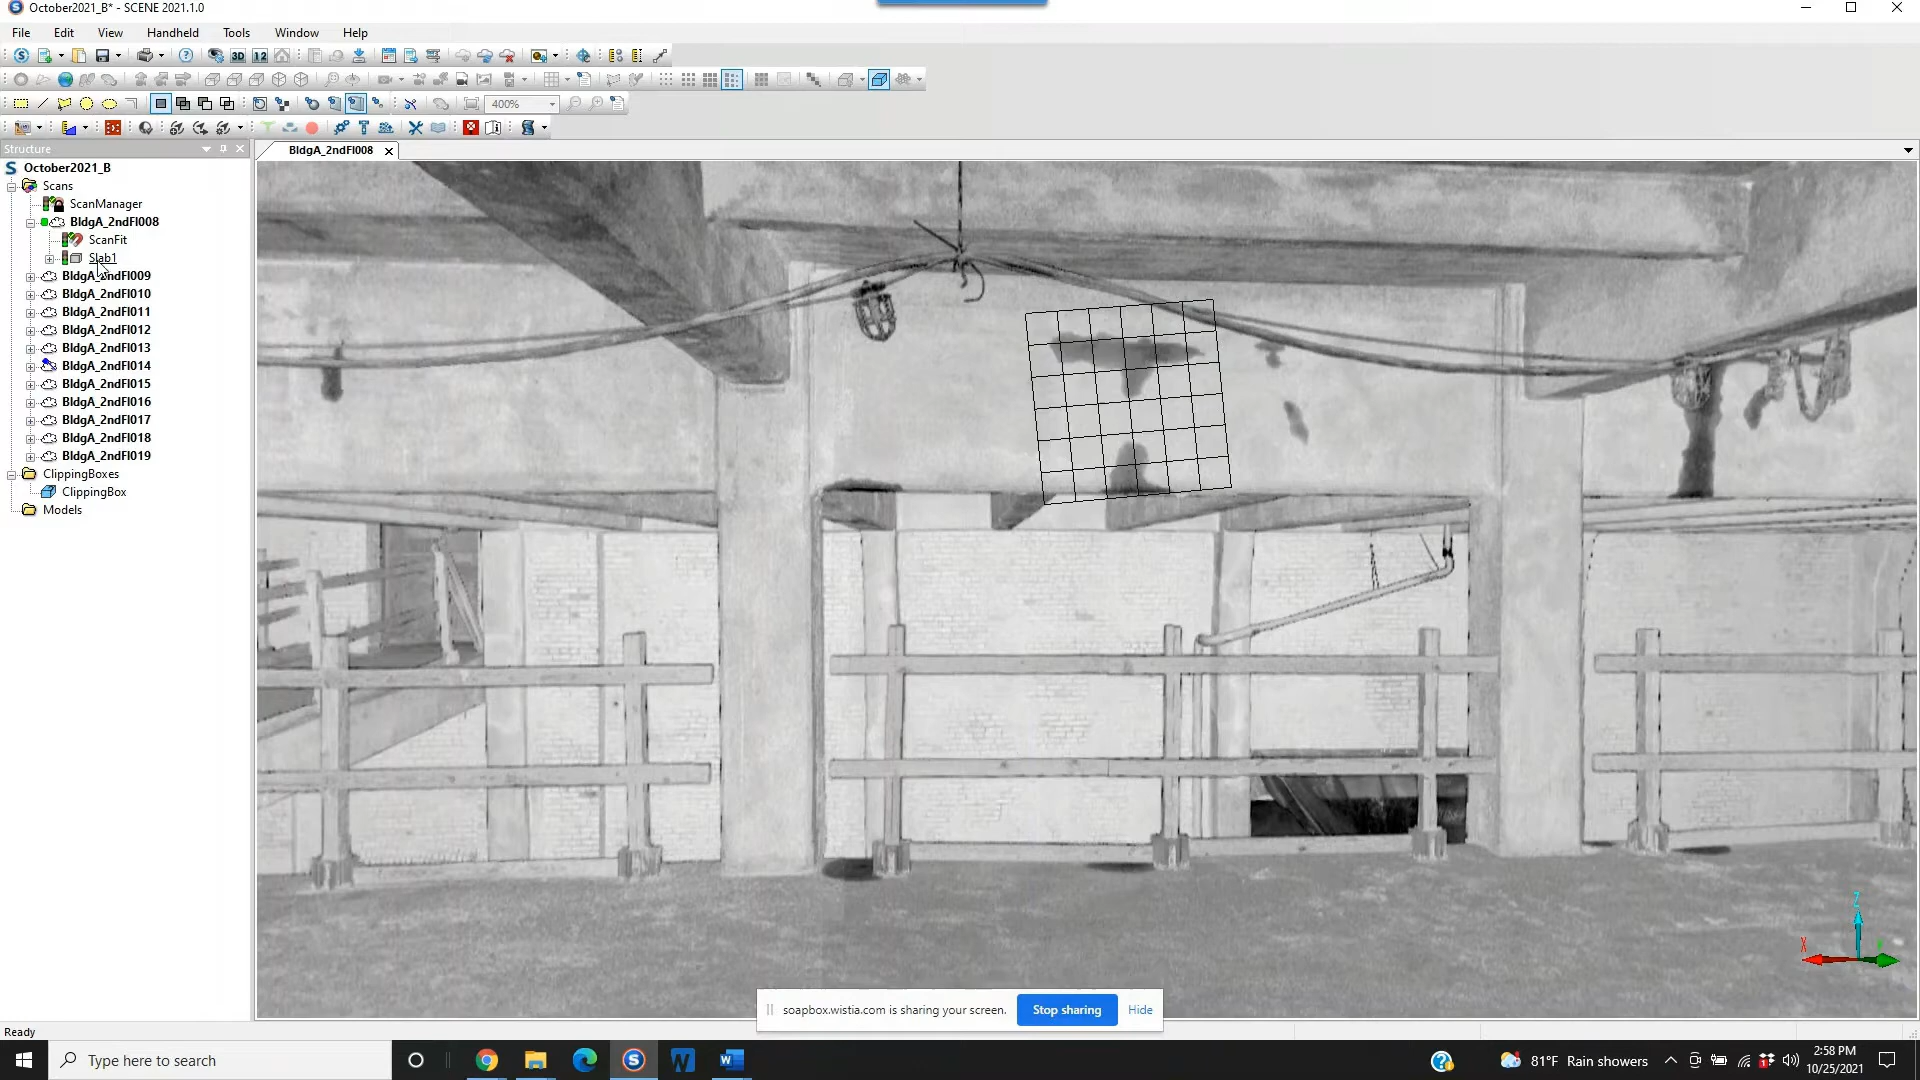 October2021_B* - SCENE 2021.1.0
File Edit View Handheld Tools Window Help
3D 12
400%
Structure
BldgA_2ndFl008
October2021_B
Scans
ScanManager
BldgA_2ndFl008
ScanFit
Slab1
BldgA_2ndFl009
BldgA_2ndFl010
BldgA_2ndFl011
BldgA_2ndFl012
BldgA_2ndFl013
BldgA_2ndFl014
BldgA_2ndFl015
BldgA_2ndFl016
BldgA_2ndFl017
BldgA_2ndFl018
BldgA_2ndFl019
ClippingBoxes
ClippingBox
Models
Z
X
soapbox.wistia.com is sharing your screen. Stop sharing Hide
Ready
Type here to search
81°F Rain showers
2:58 PM
10/25/2021